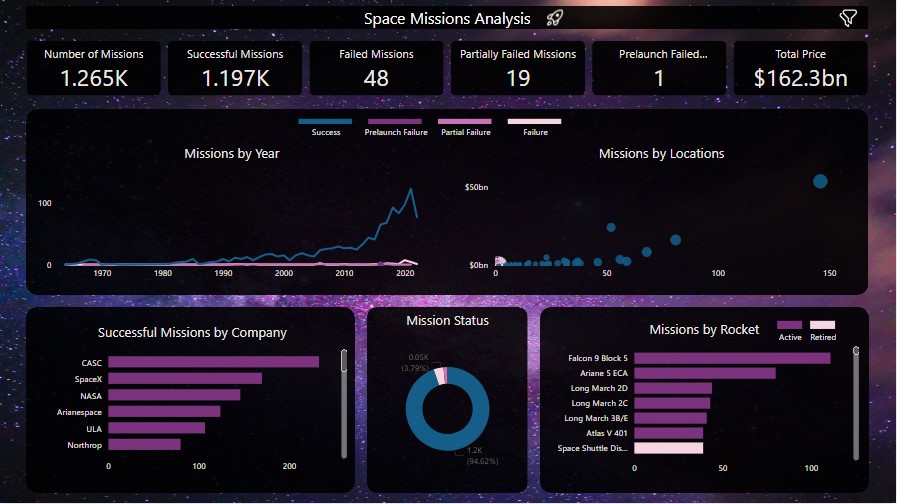 Space Missions Analysis
Number of Missions
1.265K
Successful Missions
1.197K
Failed Missions
48
Partially Failed Missions
19
Prelaunch Failed...
1
Total Price
$162.3bn
Success
Prelaunch Failure
Partial Failure
Failure
Missions by Year
100
0
1970 1980 1990 2000 2010 2020
Missions by Locations
$50bn
$0bn
0 50 100 150
Successful Missions by Company
CASC
SpaceX
NASA
Arianespace
ULA
Northrop
0 100 200
Mission Status
0.05K
(3.79%)
1.2K
(94.62%)
Missions by Rocket
Active
Retired
Falcon 9 Block 5
Ariane 5 ECA
Long March 2D
Long March 2C
Long March 3B/E
Atlas V 401
Space Shuttle Dis...
0 50 100